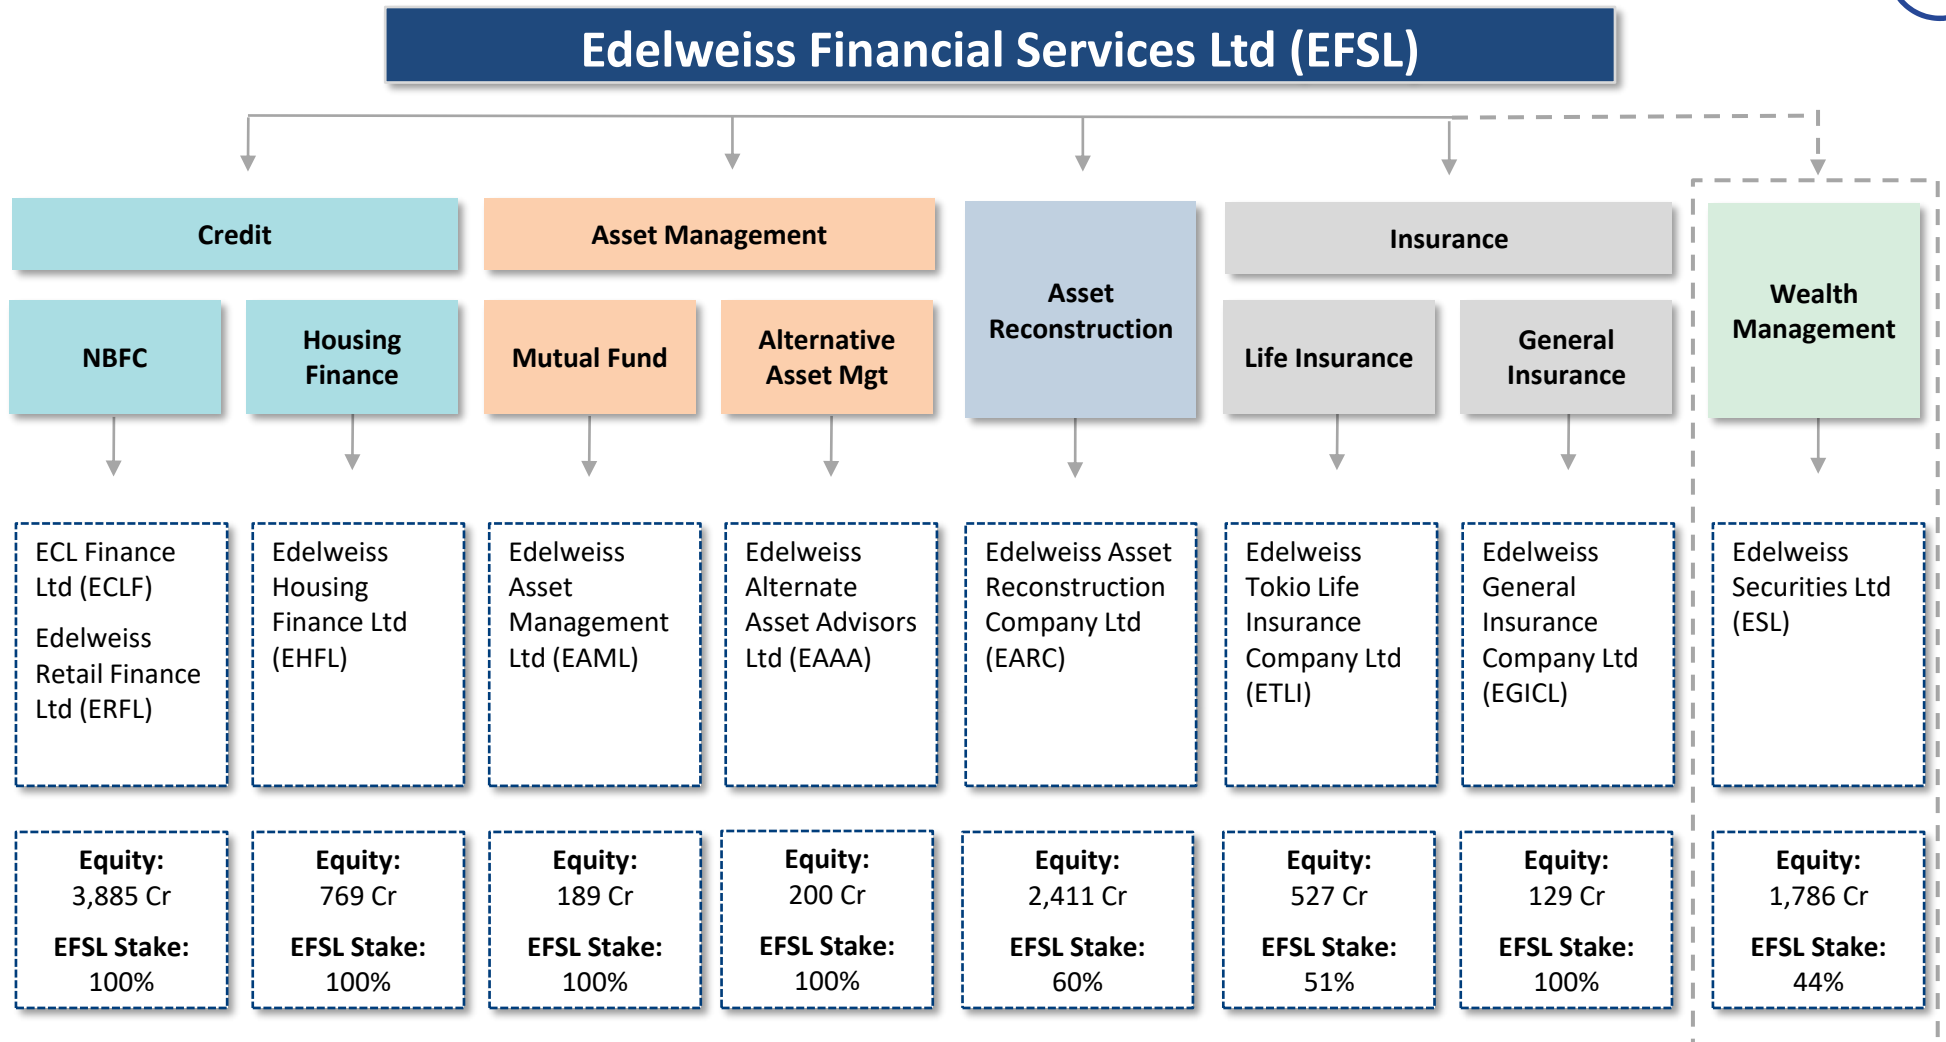 Edelweiss Financial Services Ltd (EFSL)
Credit
Asset Management
Asset
Reconstruction
Insurance
Wealth
Management
NBFC
Housing
Finance
Mutual Fund
Alternative
Asset Mgt
Life Insurance
General
Insurance
ECL Finance
Ltd (ECLF)
Edelweiss
Retail Finance
Ltd (ERFL)
Edelweiss
Housing
Finance Ltd
(EHFL)
Edelweiss
Asset
Management
Ltd (EAML)
Edelweiss
Alternate
Asset Advisors
Ltd (EAAA)
Edelweiss Asset
Reconstruction
Company Ltd
(EARC)
Edelweiss
Tokio Life
Insurance
Company Ltd
(ETLI)
Edelweiss
General
Insurance
Company Ltd
(EGICL)
Edelweiss
Securities Ltd
(ESL)
Equity:
3,885 Cr
EFSL Stake:
100%
Equity:
769 Cr
EFSL Stake:
100%
Equity:
189 Cr
EFSL Stake:
100%
Equity:
200 Cr
EFSL Stake:
100%
Equity:
2,411 Cr
EFSL Stake:
60%
Equity:
527 Cr
EFSL Stake:
51%
Equity:
129 Cr
EFSL Stake:
100%
Equity:
1,786 Cr
EFSL Stake:
44%